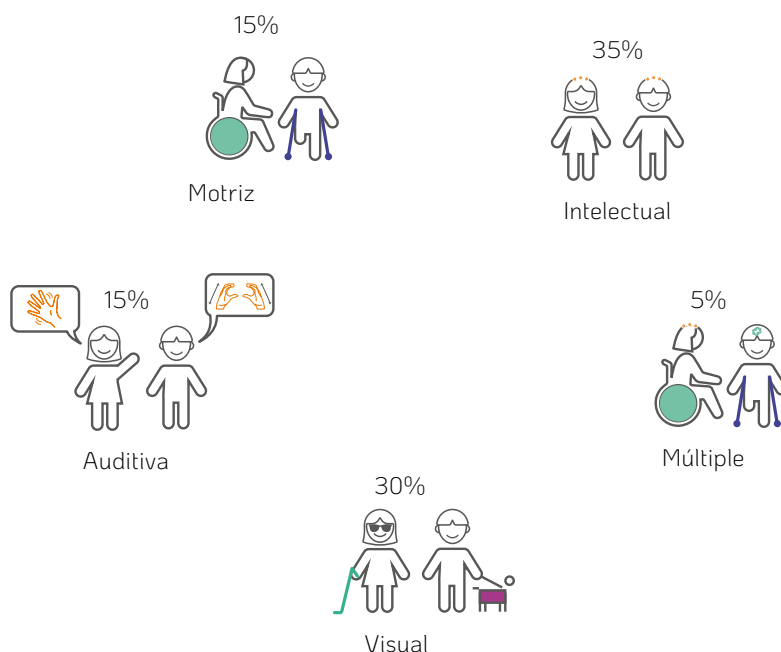 15%
Motriz
35%
Intelectual
15%
Auditiva
5%
Múltiple
30%
Visual